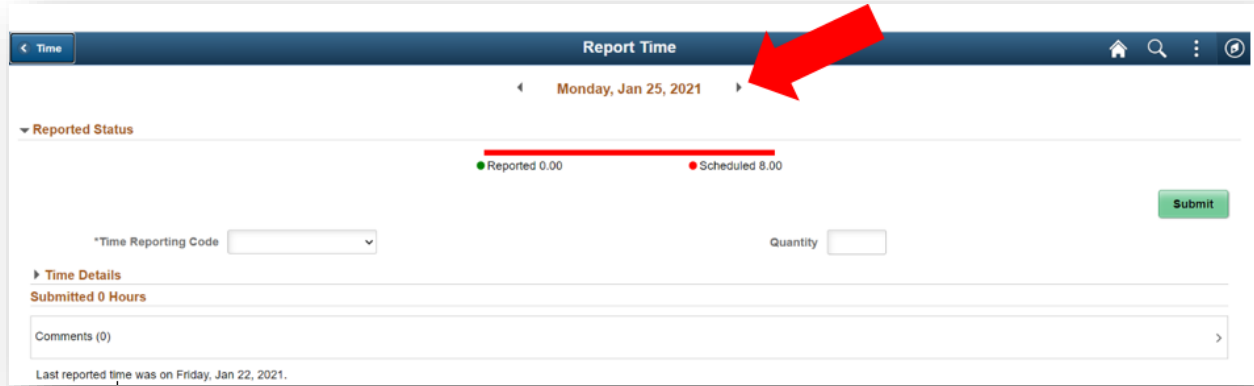 Time
Report Time
Monday, Jan 25, 2021
Reported Status
Reported 0.00
Scheduled 8.00
Submit
*Time Reporting Code
Quantity
Time Details
Submitted 0 Hours
Comments (0)
Last reported time was on Friday, Jan 22, 2021.